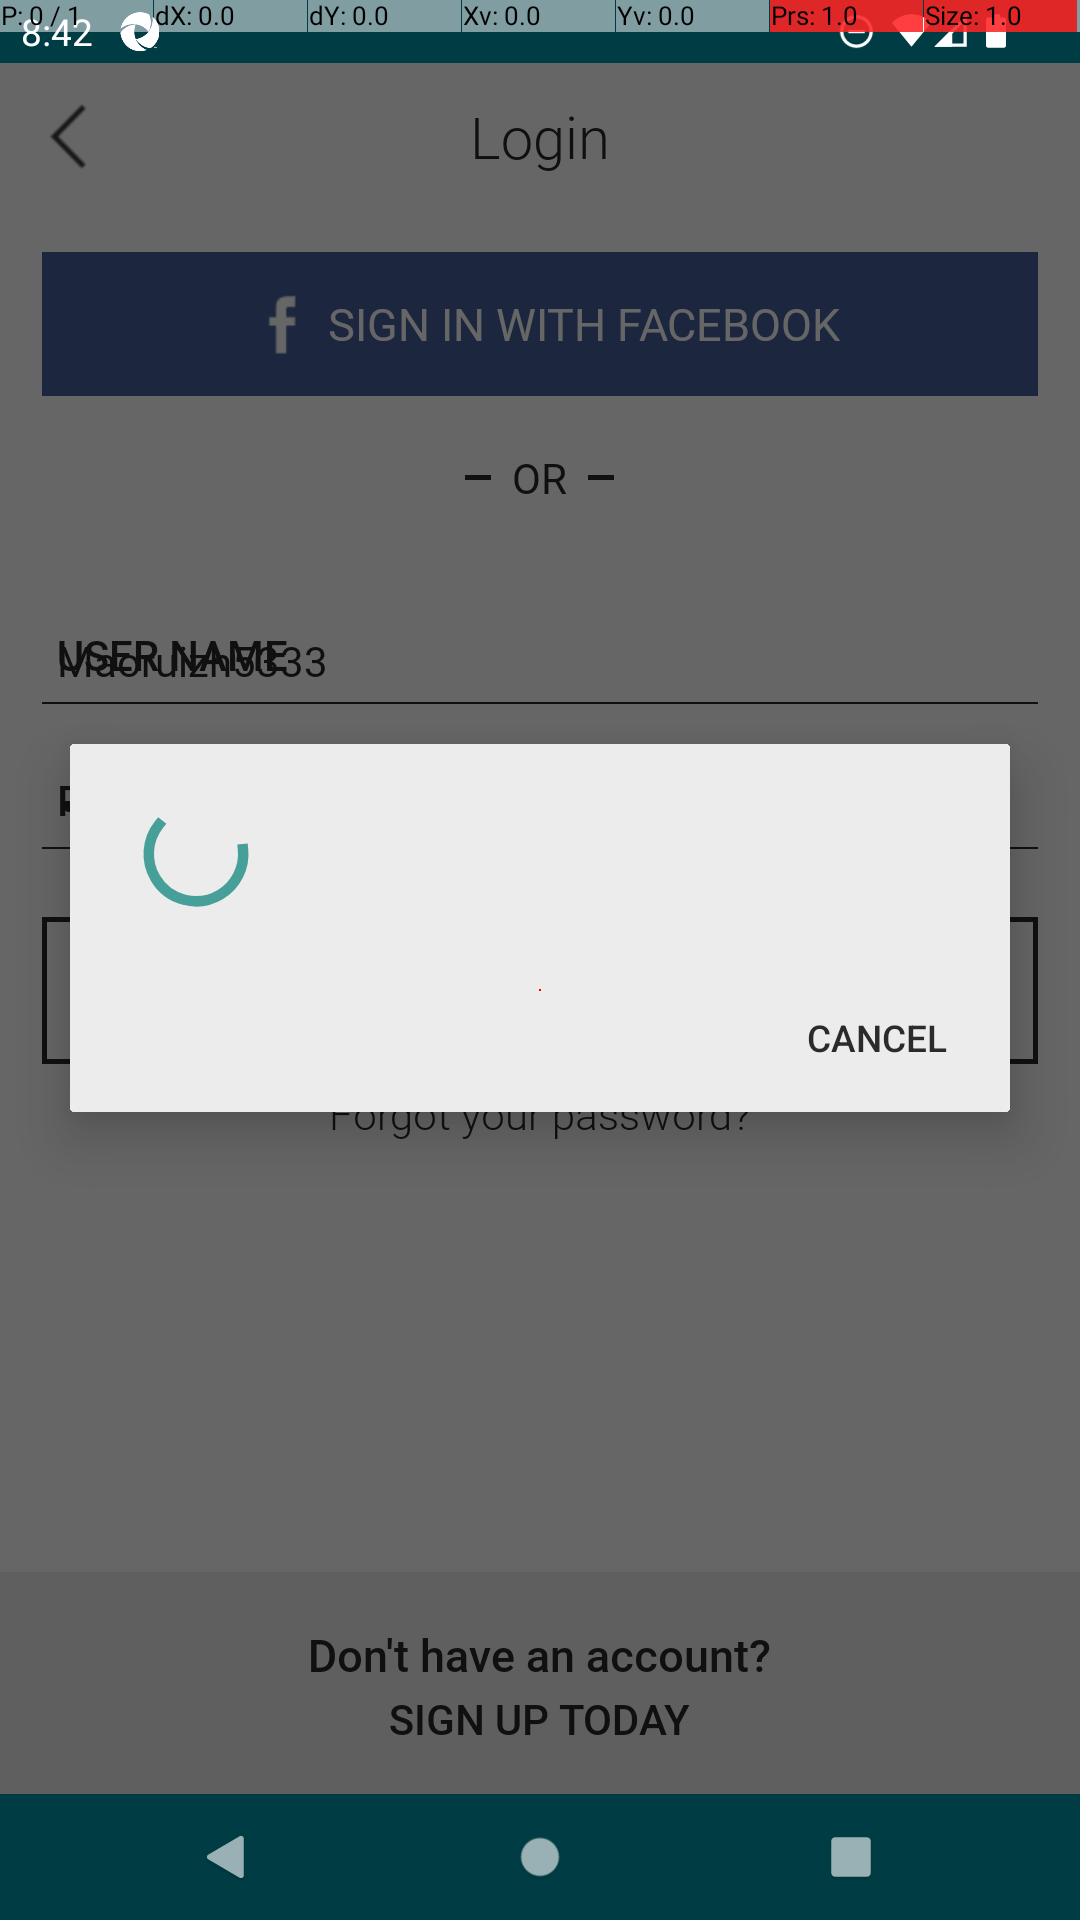 P: 0 / 1 dX: 0.0 dY: 0.0 Xv: 0.0 Yv: 0.0 Prs: 1.0 Size: 1.0
8:42
Login
f SIGN IN WITH FACEBOOK
– OR –
USER NAME
CANCEL
Forgot your password?
Don't have an account?
SIGN UP TODAY